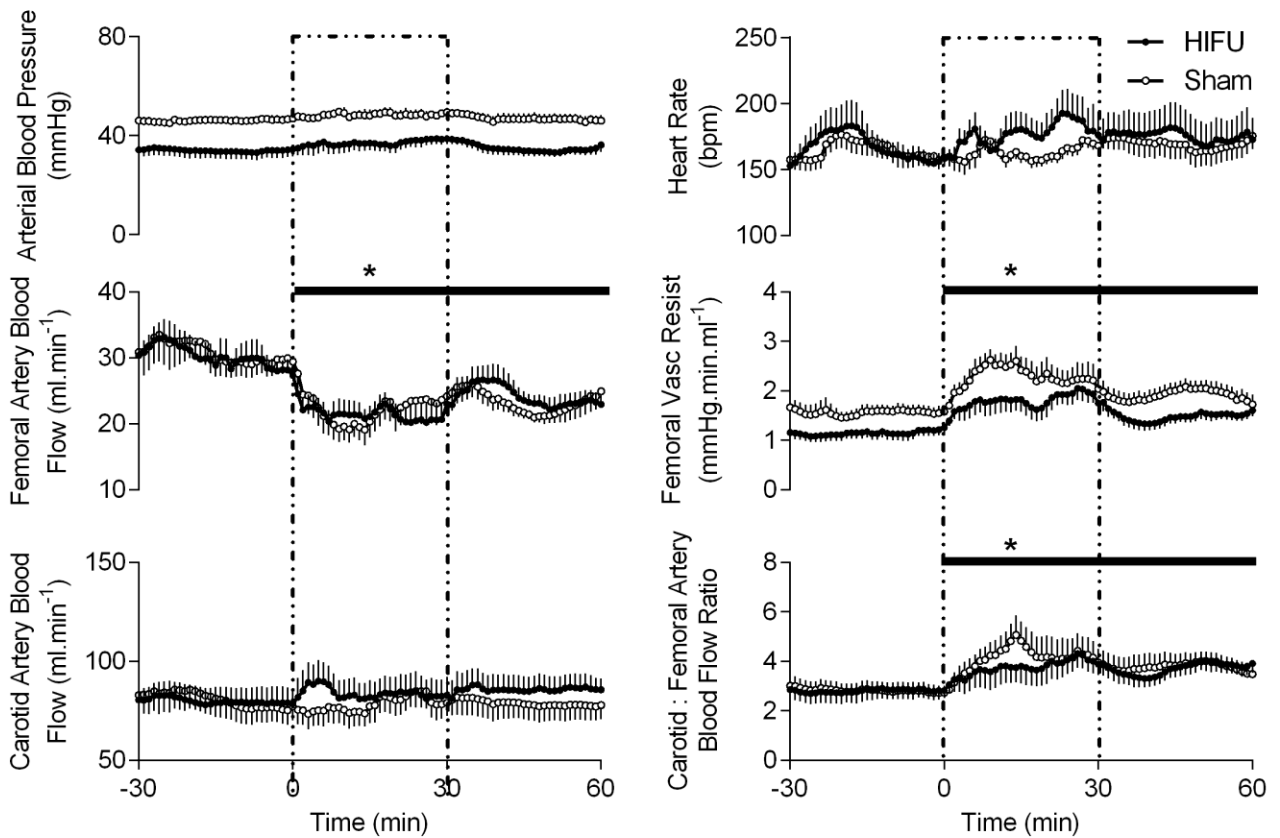 Arterial Blood Pressure
(mmHg)
80
40
0
Heart Rate
(bpm)
250
200
150
100
HIFU
Sham
Femoral Artery Blood
Flow (ml.min-1)
40
30
20
10
*
Femoral Vasc Resist
(mmHg.min.ml-1)
4
3
2
1
0
*
Carotid Artery Blood
Flow (ml.min-1)
150
100
50
-30
0
30
60
Time (min)
Carotid : Femoral Artery
Blood Flow Ratio
8
6
4
2
0
*
-30
0
30
60
Time (min)